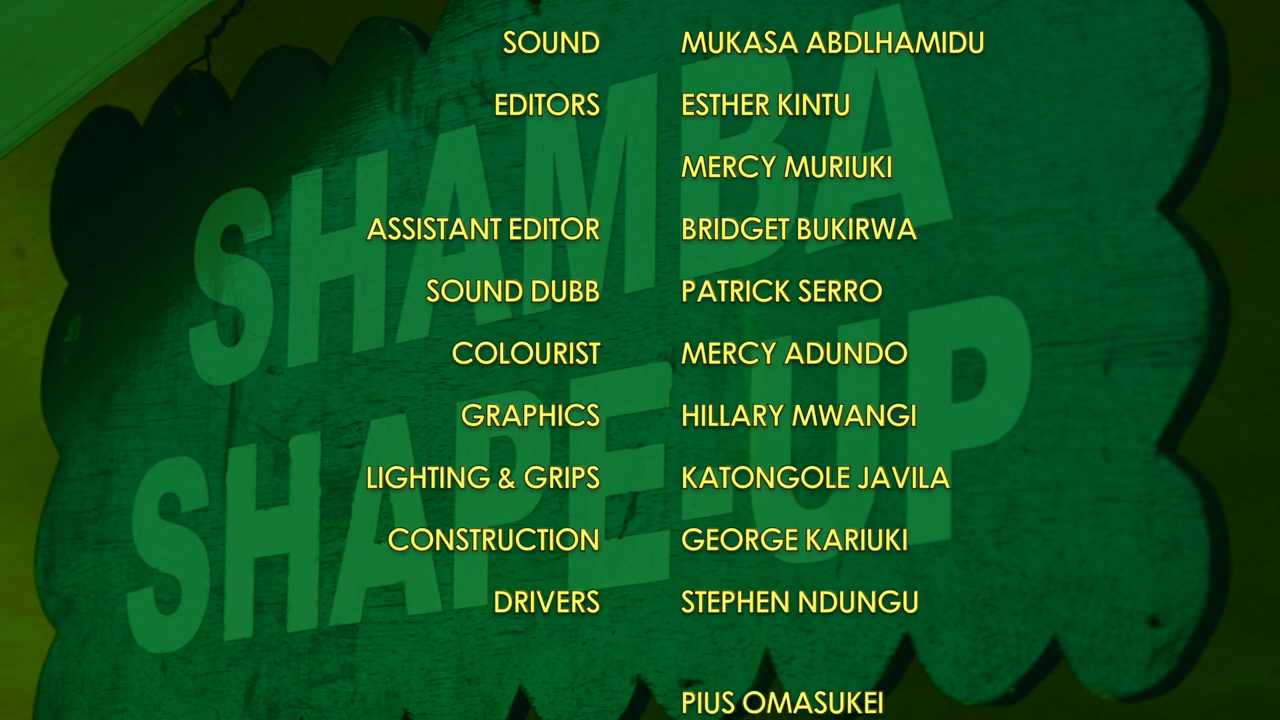 SHAMBA
SHAPE UP
SOUND MUKASA ABDLHAMIDU
EDITORS ESTHER KINTU
MERCY MURIUKI
ASSISTANT EDITOR BRIDGET BUKIRWA
SOUND DUBB PATRICK SERRO
COLOURIST MERCY ADUNDO
GRAPHICS HILLARY MWANGI
LIGHTING & GRIPS KATONGOLE JAVILA
CONSTRUCTION GEORGE KARIUKI
DRIVERS STEPHEN NDUNGU
PIUS OMASUKEI